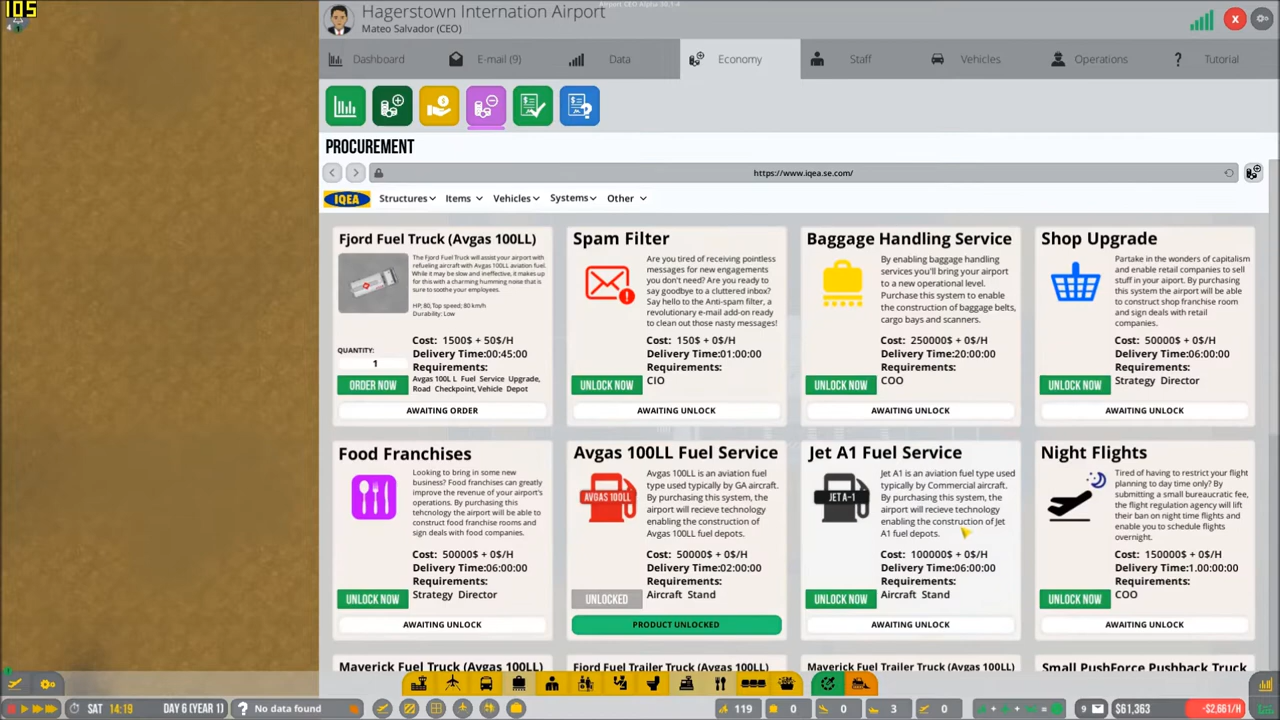 105
Airport CEO Alpha 30.1-4
Hagerstown Internation Airport
Mateo Salvador (CEO)
Dashboard
E-mail (9)
Data
Economy
Staff
Vehicles
Operations
Tutorial
PROCUREMENT
https://www.iqea.se.com/
IQEA
Structures
Items
Vehicles
Systems
Other
Fjord Fuel Truck (Avgas 100LL)
The Fjord Fuel Truck will assist your airport with
refueling aircraft with Avgas 100LL aviation fuel.
While it may be slow and ineffective, it makes up
for this with a charming humming noise that is
sure to soothe your employees.
HP: 80, Top speed: 80 km/h
Durability: Low
QUANTITY:
1
Cost: 1500$ + 50$/H
Delivery Time:00:45:00
Requirements:
Avgas 100L L Fuel Service Upgrade,
Road Checkpoint, Vehicle Depot
ORDER NOW
AWAITING ORDER
Spam Filter
Are you tired of receiving pointless
messages for new engagements
you don't need? Are you ready to
say goodbye to a cluttered inbox?
Say hello to the Anti-spam filter, a
revolutionary e-mail add-on ready
to clean out those nasty messages!
Cost: 150$ + 0$/H
Delivery Time:01:00:00
Requirements:
CIO
UNLOCK NOW
AWAITING UNLOCK
Baggage Handling Service
By enabling baggage handling
services you'll bring your airport
to a new operational level.
Purchase this system to enable
the construction of baggage belts,
cargo bays and scanners.
Cost: 250000$ + 0$/H
Delivery Time:20:00:00
Requirements:
COO
UNLOCK NOW
AWAITING UNLOCK
Shop Upgrade
Partake in the wonders of capitalism
and enable retail companies to sell
stuff in your airport. By purchasing
this system the airport will be able to
construct shop franchise room
and sign deals with retail
companies.
Cost: 50000$ + 0$/H
Delivery Time:06:00:00
Requirements:
Strategy Director
UNLOCK NOW
AWAITING UNLOCK
Food Franchises
Looking to bring in some new
business? Food franchises can greatly
improve the revenue of your airport's
operations. By purchasing this
tehcnology the airport will be able to
construct food franchise rooms and
sign deals with food companies.
Cost: 50000$ + 0$/H
Delivery Time:06:00:00
Requirements:
Strategy Director
UNLOCK NOW
AWAITING UNLOCK
Avgas 100LL Fuel Service
AVGAS 100LL
Avgas 100LL is an aviation fuel
type used typically by GA aircraft.
By purchasing this system, the
airport will recieve technology
enabling the construction of
Avgas 100LL fuel depots.
Cost: 50000$ + 0$/H
Delivery Time:02:00:00
Requirements:
Aircraft Stand
UNLOCKED
PRODUCT UNLOCKED
Jet A1 Fuel Service
JET A-1
Jet A1 is an aviation fuel type used
typically by Commercial aircraft.
By purchasing this system, the
airport will recieve technology
enabling the construction of Jet
A1 fuel depots.
Cost: 100000$ + 0$/H
Delivery Time:06:00:00
Requirements:
Aircraft Stand
UNLOCK NOW
AWAITING UNLOCK
Night Flights
Tired of having to restrict your flight
planning to day time only? By
submitting a small bureaucratic fee,
the flight regulation agency will lift
their ban on night time flights and
enable you to schedule flights
overnight.
Cost: 150000$ + 0$/H
Delivery Time:1.00:00:00
Requirements:
COO
UNLOCK NOW
AWAITING UNLOCK
Maverick Fuel Truck (Avgas 100LL)
Fjord Fuel Trailer Truck (Avgas 100LL)
Maverick Fuel Trailer Truck (Avgas 100LL)
Small PushForce Pushback Truck
SAT 14:19
DAY 6 (YEAR 1)
No data found
119
0
0
3
0
9
$61,363
-$2,661/H